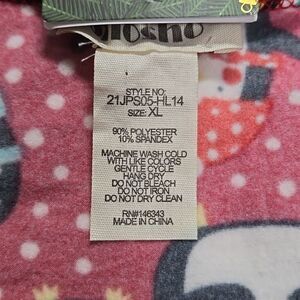 STYLE NO:
21JPS05-HL14
SIZE: XL
90% POLYESTER
10% SPANDEX
MACHINE WASH COLD
WITH LIKE COLORS
GENTLE CYCLE
HANG DRY
DO NOT BLEACH
DO NOT IRON
DO NOT DRY CLEAN
RN#146343
MADE IN CHINA